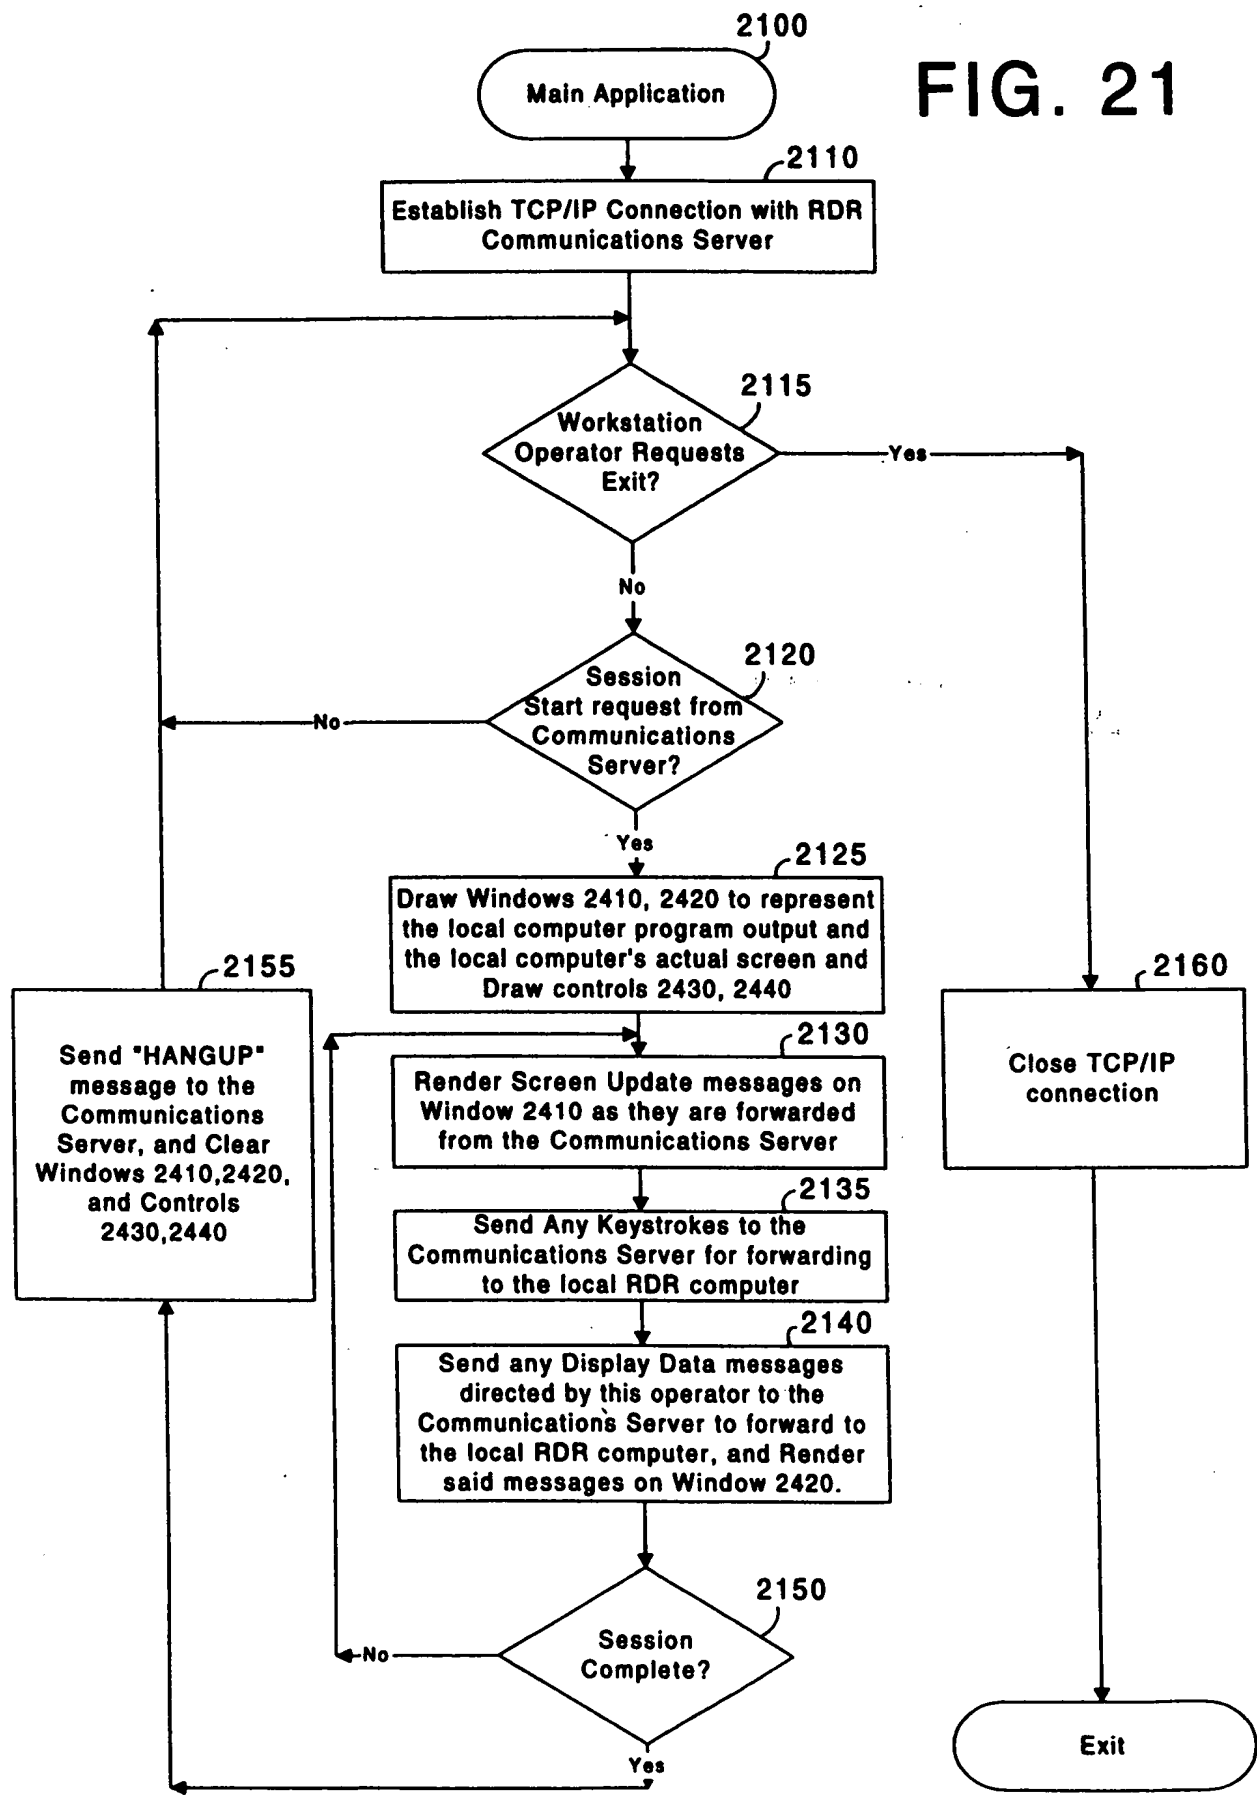 2100
FIG. 21
Main Application
2110
Establish TCP/IP Connection with RDR
Communications Server
2115
Workstation
Operator Requests
Exit?
Yes
No
2120
Session
Start request from
Communications
Server?
No
Yes
2125
Draw Windows 2410, 2420 to represent
the local computer program output and
the local computer's actual screen and
Draw controls 2430, 2440
2155
Send "HANGUP"
message to the
Communications
Server, and Clear
Windows 2410,2420,
and Controls
2430,2440
2160
Close TCP/IP
connection
2130
Render Screen Update messages on
Window 2410 as they are forwarded
from the Communications Server
2135
Send Any Keystrokes to the
Communications Server for forwarding
to the local RDR computer
2140
Send any Display Data messages
directed by this operator to the
Communications Server to forward to
the local RDR computer, and Render
said messages on Window 2420.
2150
Session
Complete?
No
Yes
Exit